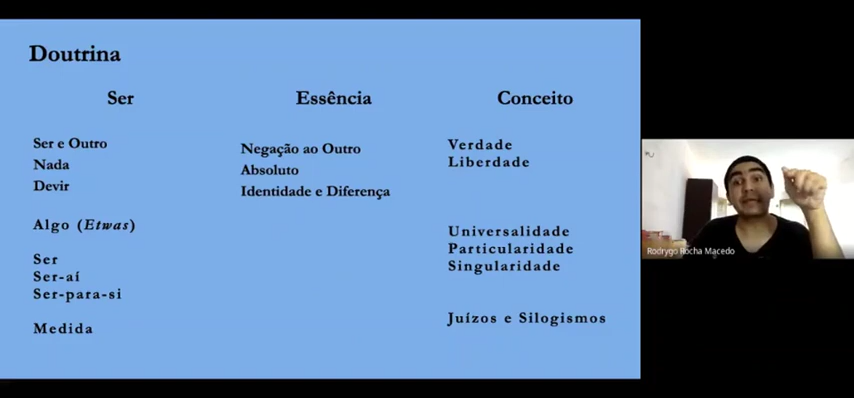 Doutrina
Ser
Ser e Outro
Nada
Devir
Algo (Etwas)
Ser
Ser-aí
Ser-para-si
Medida
Essência
Negação ao Outro
Absoluto
Identidade e Diferença
Conceito
Verdade
Liberdade
Universalidade
Particularidade
Singularidade
Juízos e Silogismos
Rodrygo Rocha Macedo